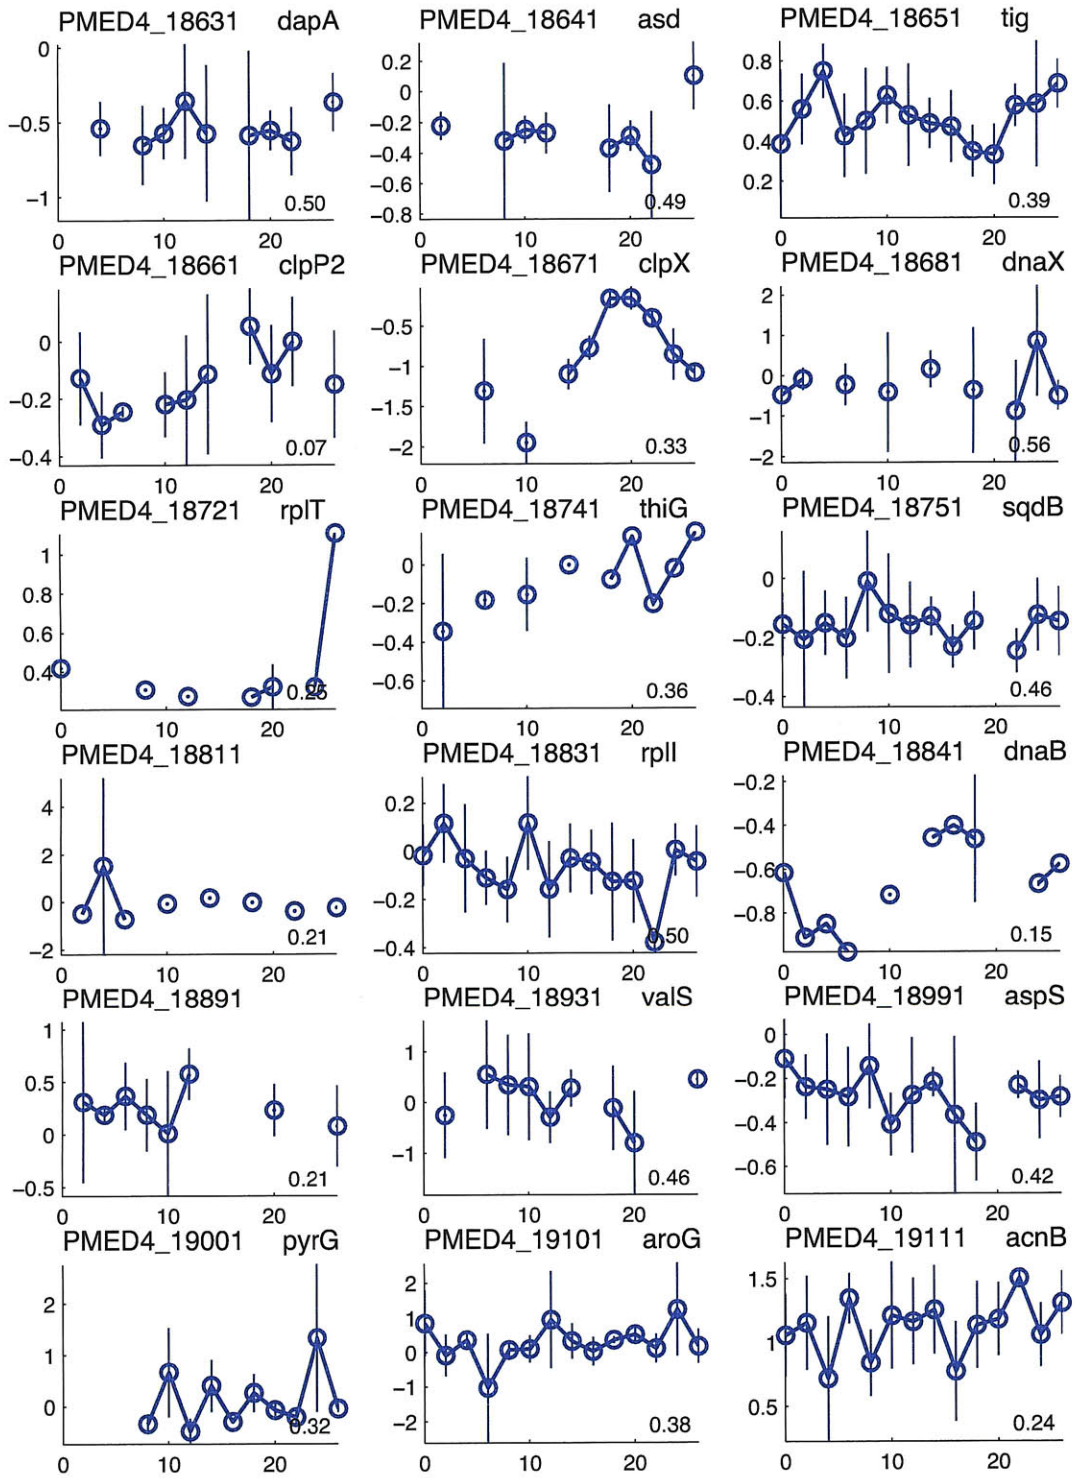 PMED4_18631 dapA PMED4_18641 asd PMED4_18651 tig
0 −0.5 −1 0.50 0 10 20
0.2 0 −0.2 −0.4 −0.6 −0.8 0.49 0 10 20
0.8 0.6 0.4 0.2 0.39 0 10 20
PMED4_18661 clpP2 PMED4_18671 clpX PMED4_18681 dnaX
0 −0.2 −0.4 0.07 0 10 20
−0.5 −1 −1.5 −2 0.33 0 10 20
2 1 0 −1 −2 0.56 0 10 20
PMED4_18721 rplT PMED4_18741 thiG PMED4_18751 sqdB
1 0.8 0.6 0.4 0.25 0 10 20
0 −0.2 −0.4 −0.6 0.36 0 10 20
0 −0.2 −0.4 0.46 0 10 20
PMED4_18811 PMED4_18831 rplI PMED4_18841 dnaB
4 2 0 −2 0.21 0 10 20
0.2 0 −0.2 −0.4 0.50 0 10 20
−0.2 −0.4 −0.6 −0.8 0.15 0 10 20
PMED4_18891 PMED4_18931 valS PMED4_18991 aspS
1 0.5 0 −0.5 0.21 0 10 20
1 0 −1 0.46 0 10 20
0 −0.2 −0.4 −0.6 0.42 0 10 20
PMED4_19001 pyrG PMED4_19101 aroG PMED4_19111 acnB
2 1 0 0.32 0 10 20
2 1 0 −1 −2 0.38 0 10 20
1.5 1 0.5 0.24 0 10 20